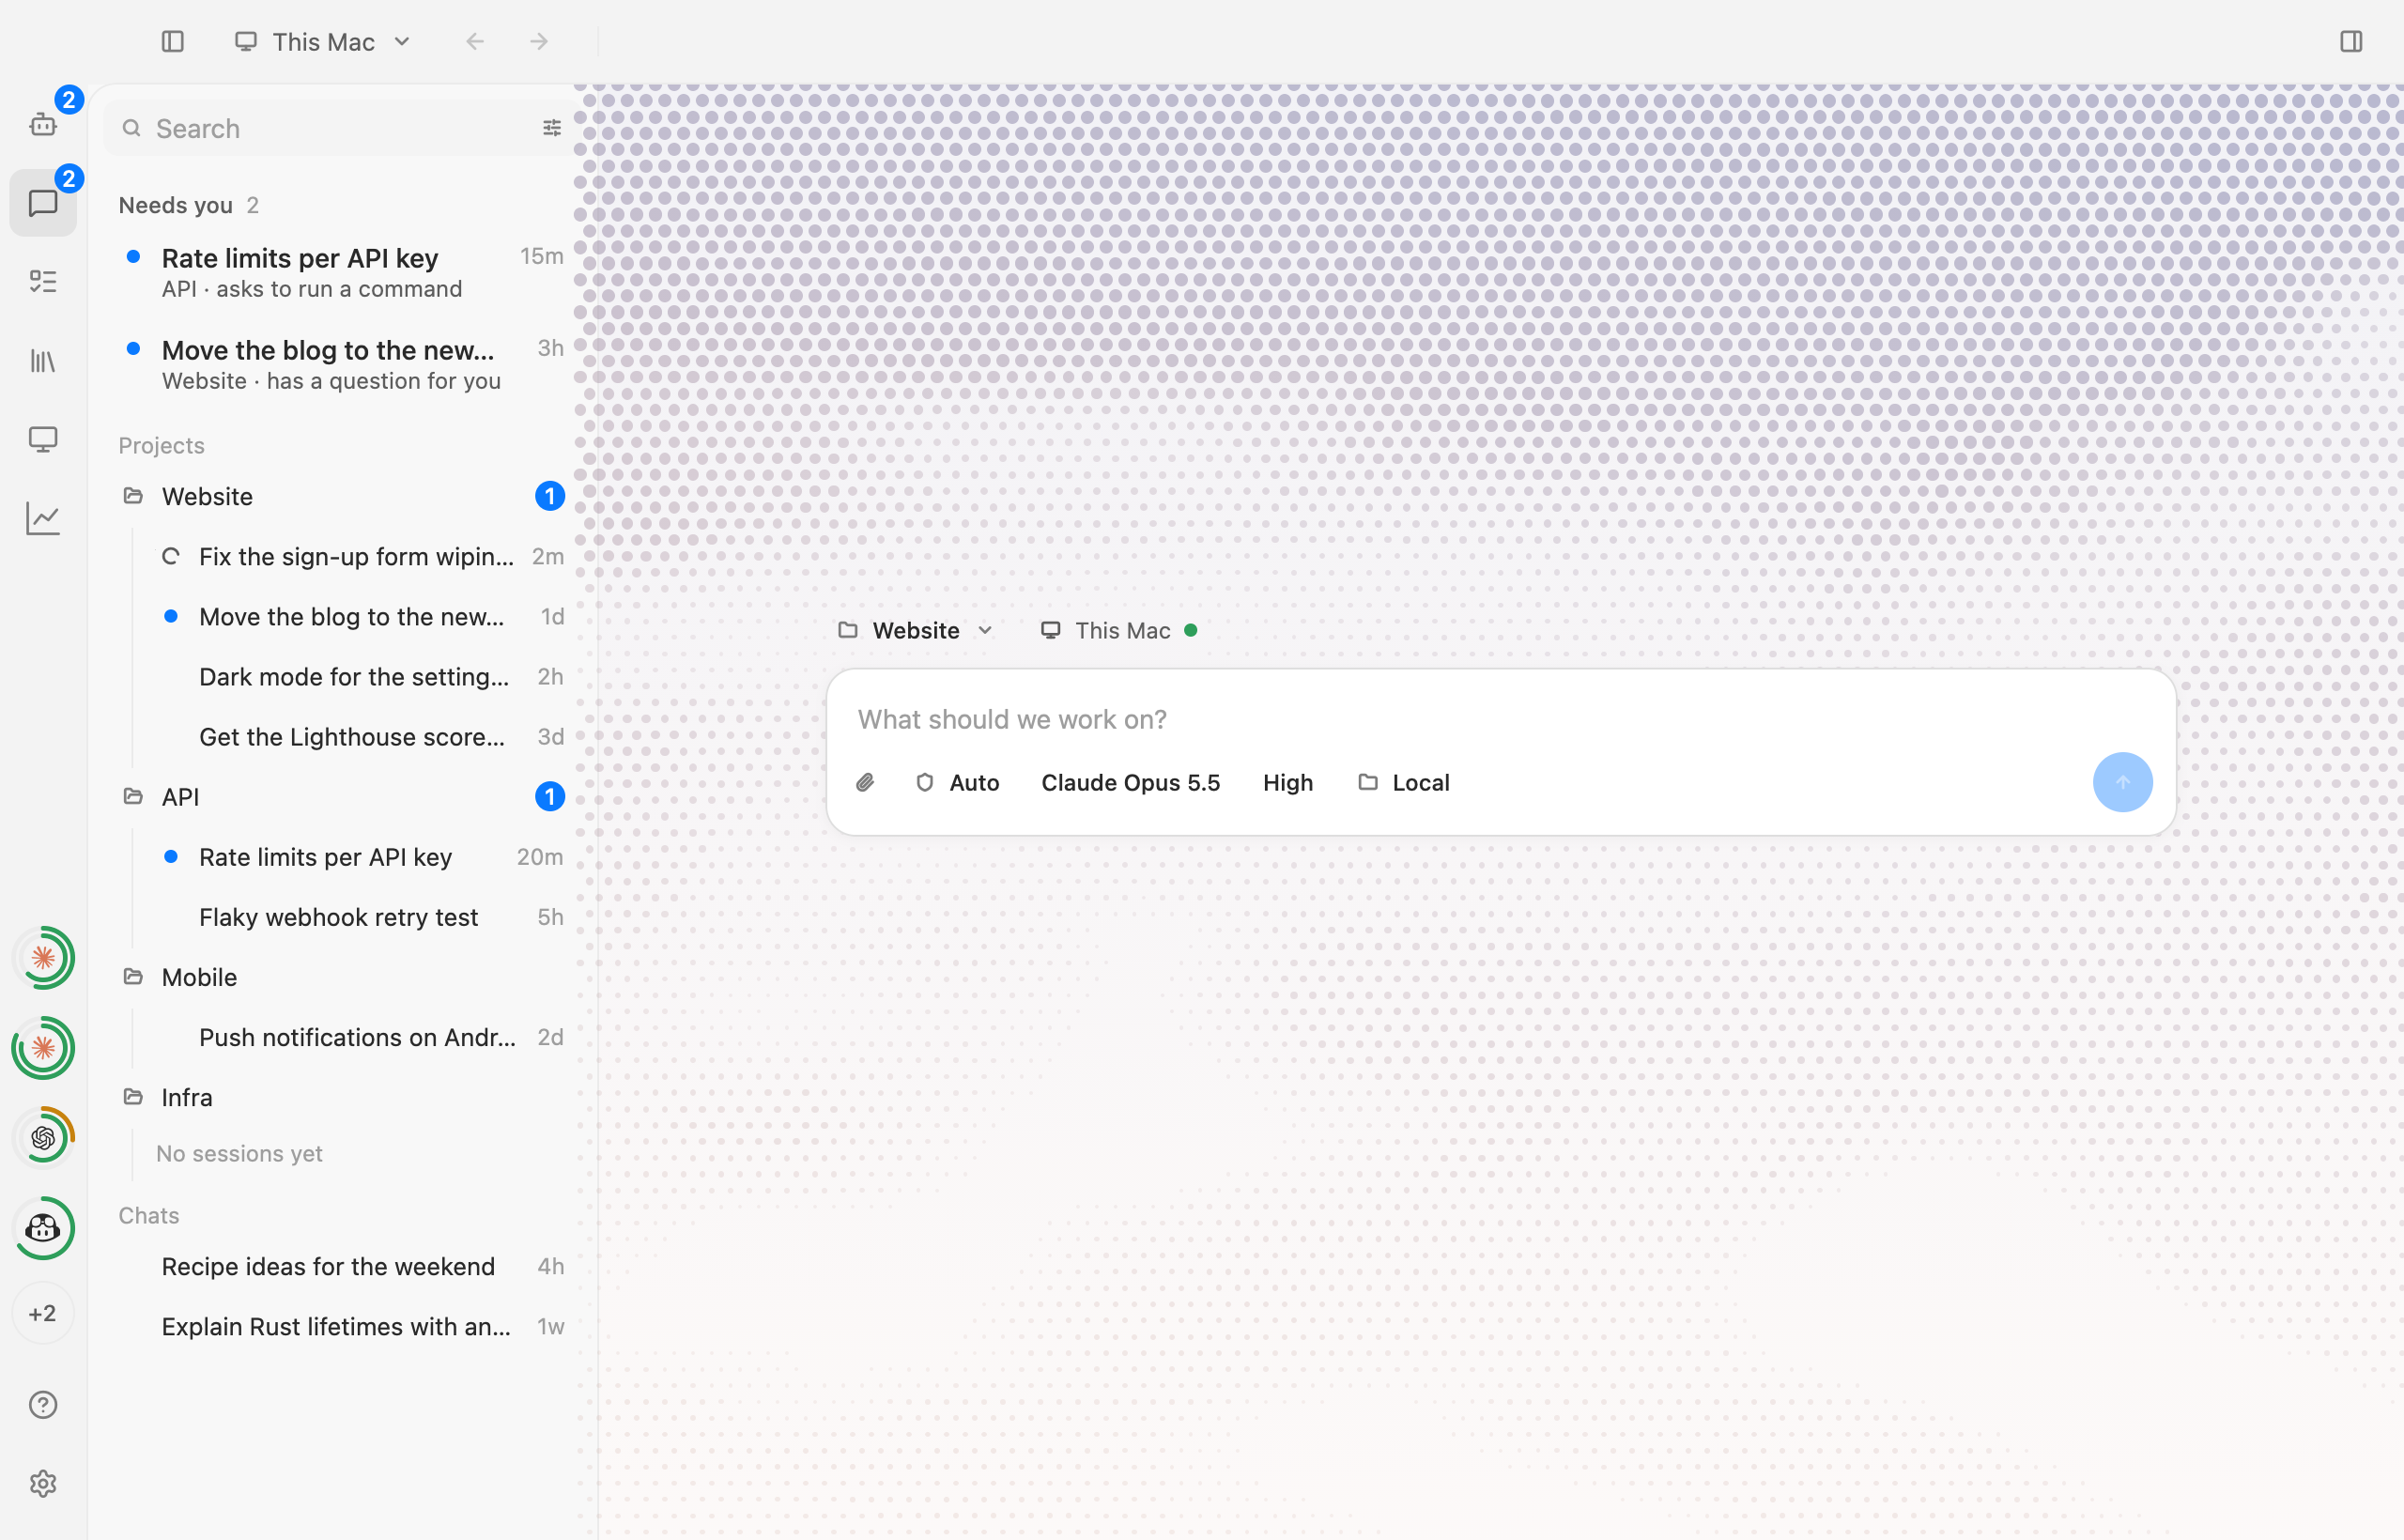 This Mac
2
Search
2
Needs you 2
Rate limits per API key 15m
API · asks to run a command
Move the blog to the new... 3h
Website · has a question for you
Projects
Website 1
Fix the sign-up form wipin... 2m
Move the blog to the new... 1d
Dark mode for the setting... 2h
Get the Lighthouse score... 3d
API 1
Rate limits per API key 20m
Flaky webhook retry test 5h
Mobile
Push notifications on Andr... 2d
Infra
No sessions yet
Chats
Recipe ideas for the weekend 4h
+2
Explain Rust lifetimes with an... 1w
Website This Mac
What should we work on?
Auto Claude Opus 5.5 High Local